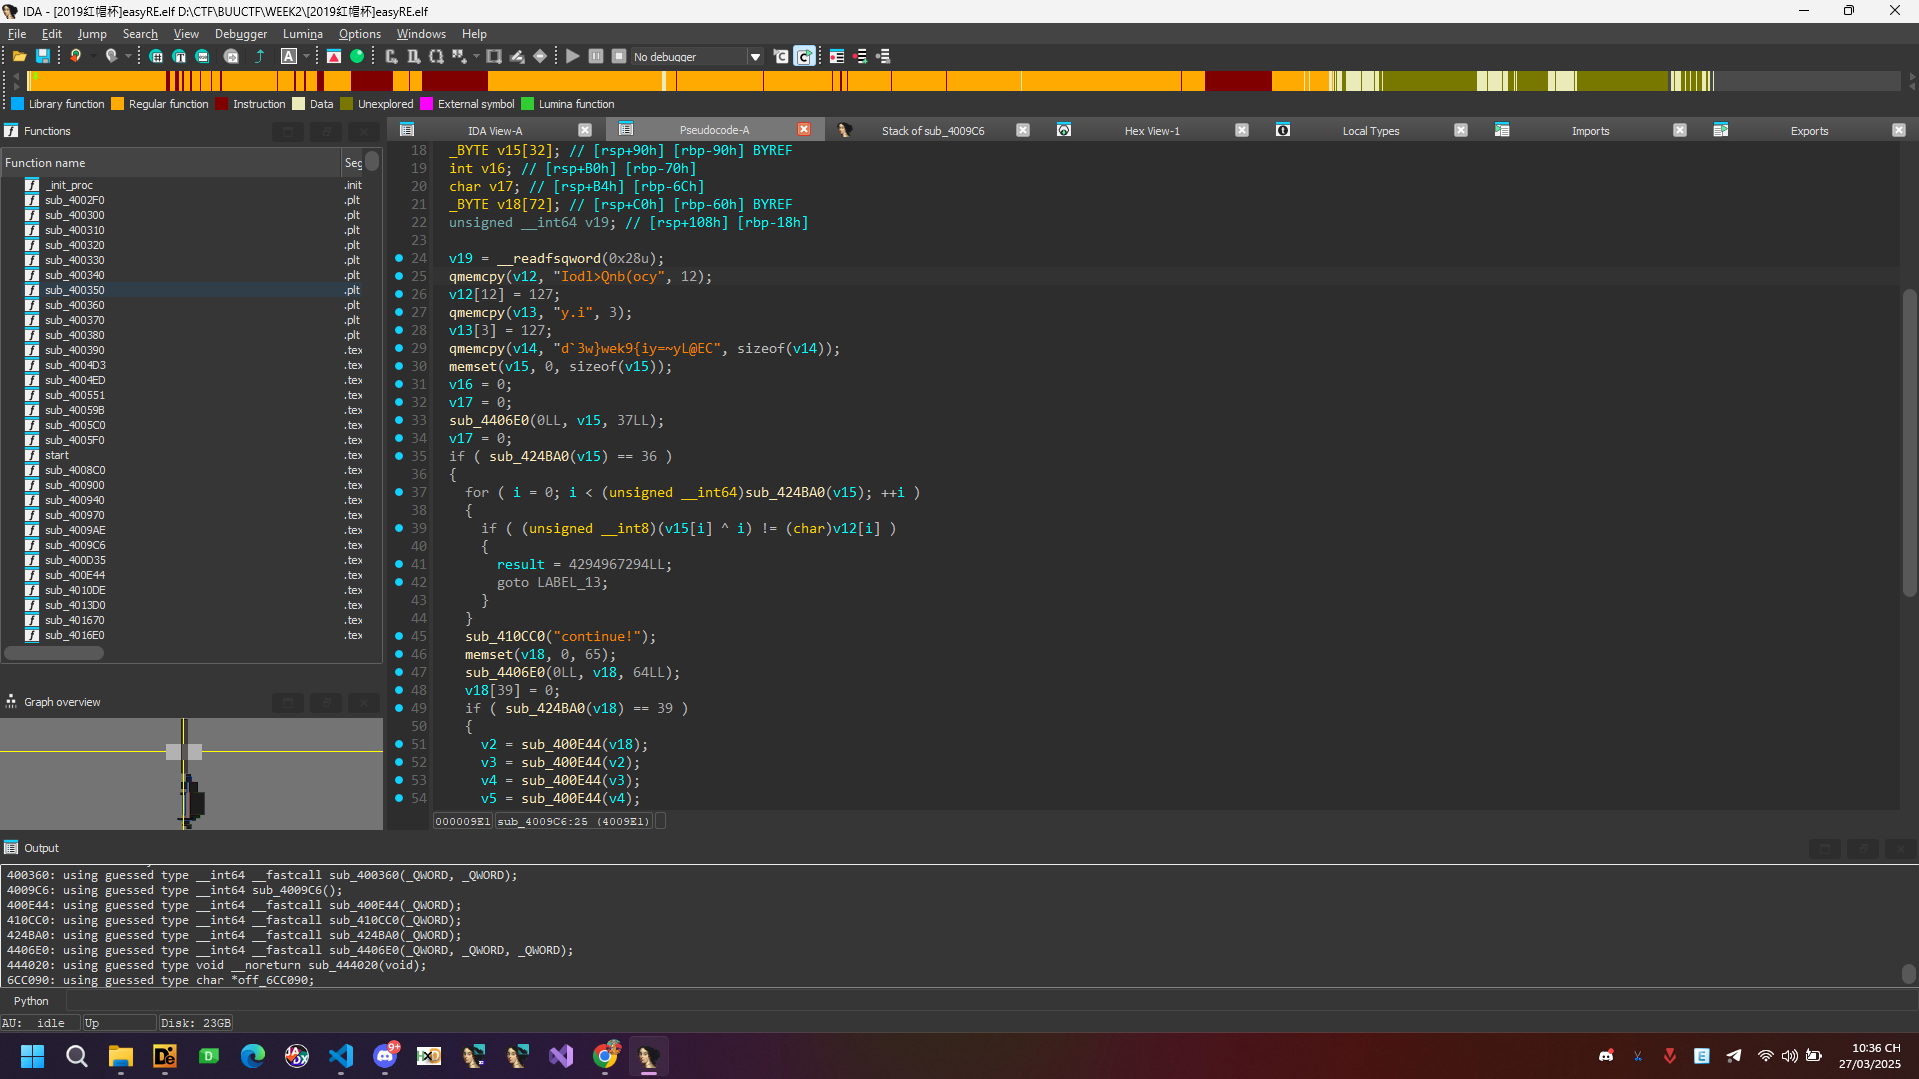 IDA - [2019红帽杯]easyRE.elf D:\CTF\BUUCTF\WEEK2\[2019红帽杯]easyRE.elf
File Edit Jump Search View Debugger Lumina Options Windows Help
No debugger
Library function Regular function Instruction Data Unexplored External symbol Lumina function
Functions
Function name Seg
_init_proc .init
sub_4002F0 .plt
sub_400300 .plt
sub_400310 .plt
sub_400320 .plt
sub_400330 .plt
sub_400340 .plt
sub_400350 .plt
sub_400360 .plt
sub_400370 .plt
sub_400380 .plt
sub_400390 .tex
sub_4004D3 .tex
sub_4004ED .tex
sub_400551 .tex
sub_40059B .tex
sub_4005C0 .tex
sub_4005F0 .tex
start .tex
sub_4008C0 .tex
sub_400900 .tex
sub_400940 .tex
sub_400970 .tex
sub_4009AE .tex
sub_4009C6 .tex
sub_400D35 .tex
sub_400E44 .tex
sub_4010DE .tex
sub_4013D0 .tex
sub_401670 .tex
sub_4016E0 .tex
Graph overview
IDA View-A Pseudocode-A Stack of sub_4009C6 Hex View-1 Local Types Imports Exports
18 _BYTE v15[32]; // [rsp+90h] [rbp-90h] BYREF
19 int v16; // [rsp+B0h] [rbp-70h]
20 char v17; // [rsp+B4h] [rbp-6Ch]
21 _BYTE v18[72]; // [rsp+C0h] [rbp-60h] BYREF
22 unsigned __int64 v19; // [rsp+108h] [rbp-18h]
23
24 v19 = __readfsqword(0x28u);
25 qmemcpy(v12, "Iodl>Qnb(ocy", 12);
26 v12[12] = 127;
27 qmemcpy(v13, "y.i", 3);
28 v13[3] = 127;
29 qmemcpy(v14, "d`3w}wek9{iy=~yL@EC", sizeof(v14));
30 memset(v15, 0, sizeof(v15));
31 v16 = 0;
32 v17 = 0;
33 sub_4406E0(0LL, v15, 37LL);
34 v17 = 0;
35 if ( sub_424BA0(v15) == 36 )
36 {
37 for ( i = 0; i < (unsigned __int64)sub_424BA0(v15); ++i )
38 {
39 if ( (unsigned __int8)(v15[i] ^ i) != (char)v12[i] )
40 {
41 result = 4294967294LL;
42 goto LABEL_13;
43 }
44 }
45 sub_410CC0("continue!");
46 memset(v18, 0, 65);
47 sub_4406E0(0LL, v18, 64LL);
48 v18[39] = 0;
49 if ( sub_424BA0(v18) == 39 )
50 {
51 v2 = sub_400E44(v18);
52 v3 = sub_400E44(v2);
53 v4 = sub_400E44(v3);
54 v5 = sub_400E44(v4);
000009E1 sub_4009C6:25 (4009E1)
Output
400360: using guessed type __int64 __fastcall sub_400360(_QWORD, _QWORD);
4009C6: using guessed type __int64 sub_4009C6();
400E44: using guessed type __int64 __fastcall sub_400E44(_QWORD);
410CC0: using guessed type __int64 __fastcall sub_410CC0(_QWORD);
424BA0: using guessed type __int64 __fastcall sub_424BA0(_QWORD);
4406E0: using guessed type __int64 __fastcall sub_4406E0(_QWORD, _QWORD, _QWORD);
444020: using guessed type void __noreturn sub_444020(void);
6CC090: using guessed type char *off_6CC090;
Python
AU: idle Up Disk: 23GB
10:36 CH
27/03/2025